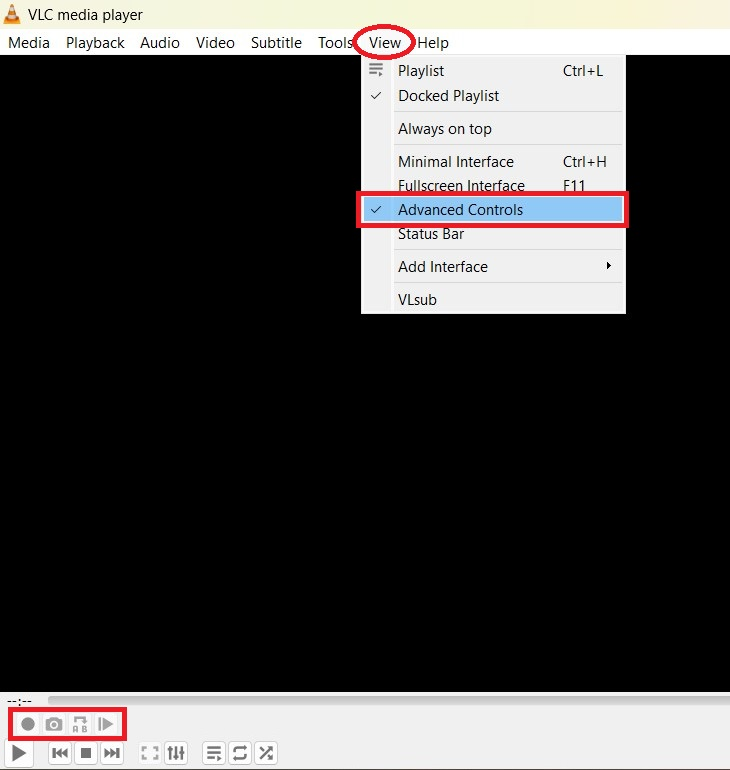 VLC media player
Media Playback Audio Video Subtitle Tools View Help
Playlist Ctrl+L
Docked Playlist
Always on top
Minimal Interface Ctrl+H
Fullscreen Interface F11
Advanced Controls
Status Bar
Add Interface
VLsub
--:--
A B